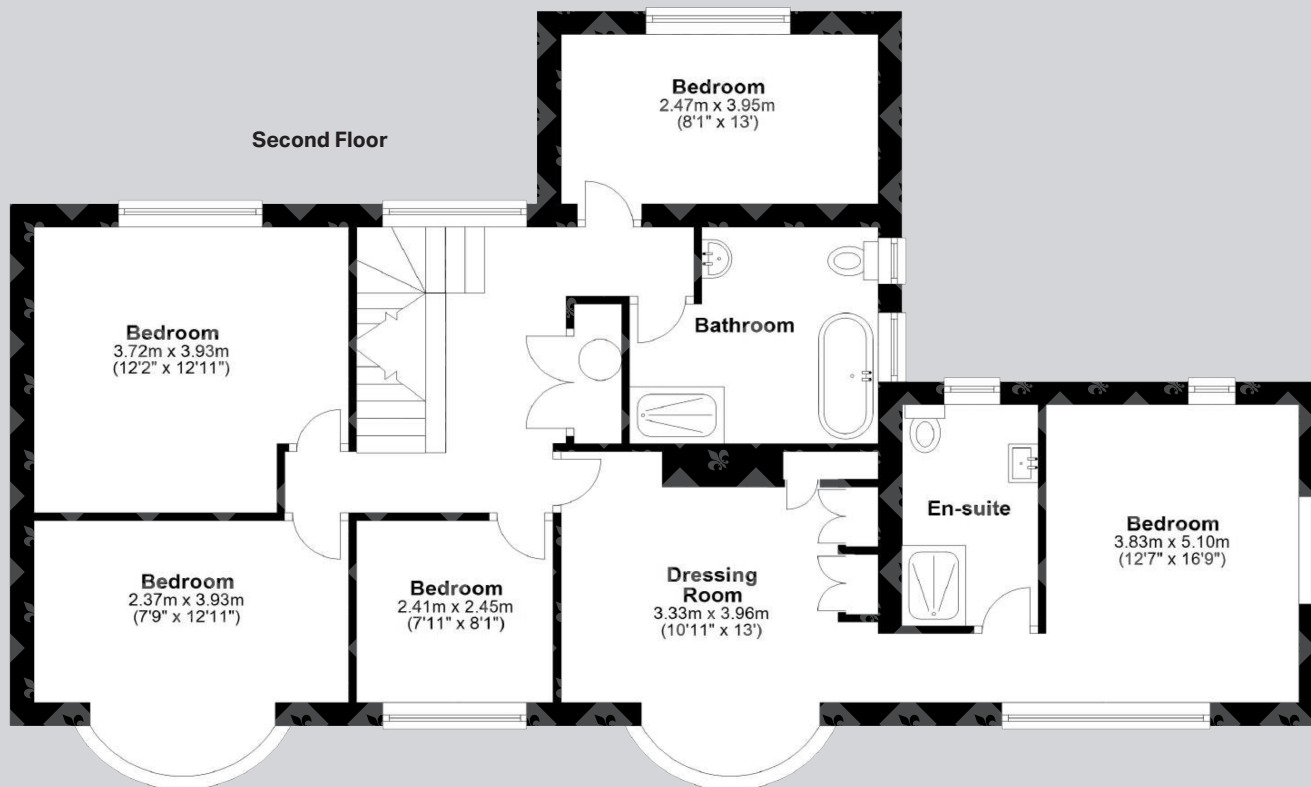 Second Floor
Bedroom
2.47m x 3.95m
(8'1" x 13')
Bedroom
3.72m x 3.93m
(12'2" x 12'11")
Bathroom
En-suite
Bedroom
3.83m x 5.10m
(12'7" x 16'9")
Bedroom
2.37m x 3.93m
(7'9" x 12'11")
Bedroom
2.41m x 2.45m
(7'11" x 8'1")
Dressing
Room
3.33m x 3.96m
(10'11" x 13')